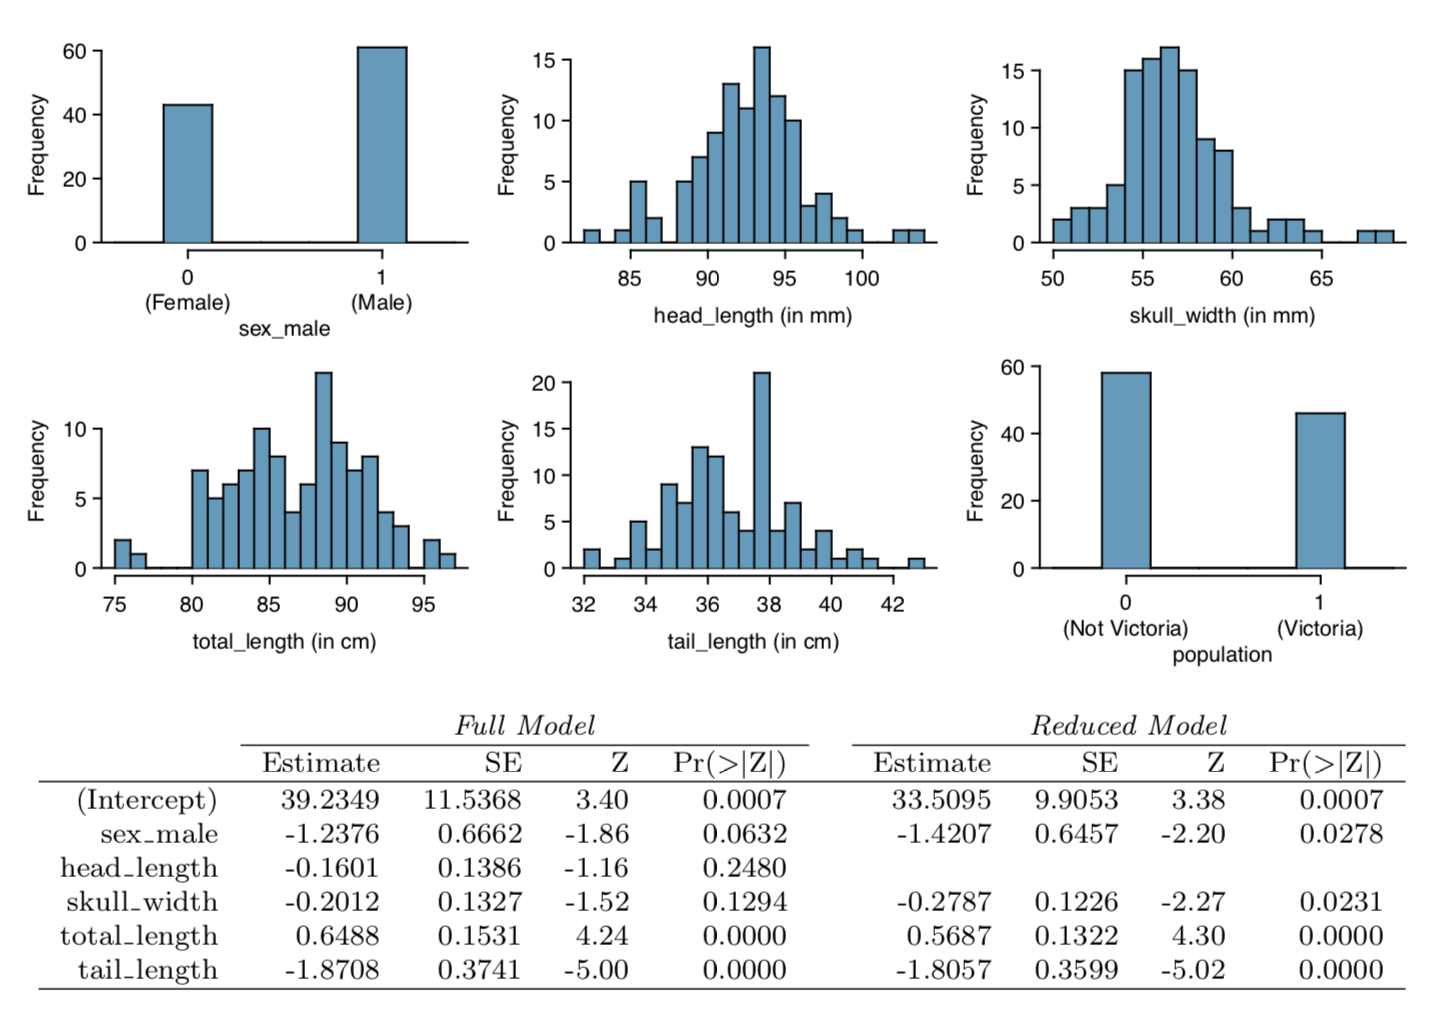 Frequency
60
40
20
0
0
1
(Female)
(Male)
sex_male
Frequency
15
10
5
0
85
90
95
100
head_length (in mm)
Frequency
15
10
5
0
50
55
60
65
skull_width (in mm)
Frequency
10
5
0
75
80
85
90
95
total_length (in cm)
Frequency
20
15
10
5
0
32
34
36
38
40
42
tail_length (in cm)
Frequency
60
40
20
0
0
1
(Not Victoria)
(Victoria)
population
Full Model Reduced Model
Estimate SE Z Pr(>|Z|) Estimate SE Z Pr(>|Z|)
(Intercept) 39.2349 11.5368 3.40 0.0007 33.5095 9.9053 3.38 0.0007
sex_male -1.2376 0.6662 -1.86 0.0632 -1.4207 0.6457 -2.20 0.0278
head_length -0.1601 0.1386 -1.16 0.2480
skull_width -0.2012 0.1327 -1.52 0.1294 -0.2787 0.1226 -2.27 0.0231
total_length 0.6488 0.1531 4.24 0.0000 0.5687 0.1322 4.30 0.0000
tail_length -1.8708 0.3741 -5.00 0.0000 -1.8057 0.3599 -5.02 0.0000